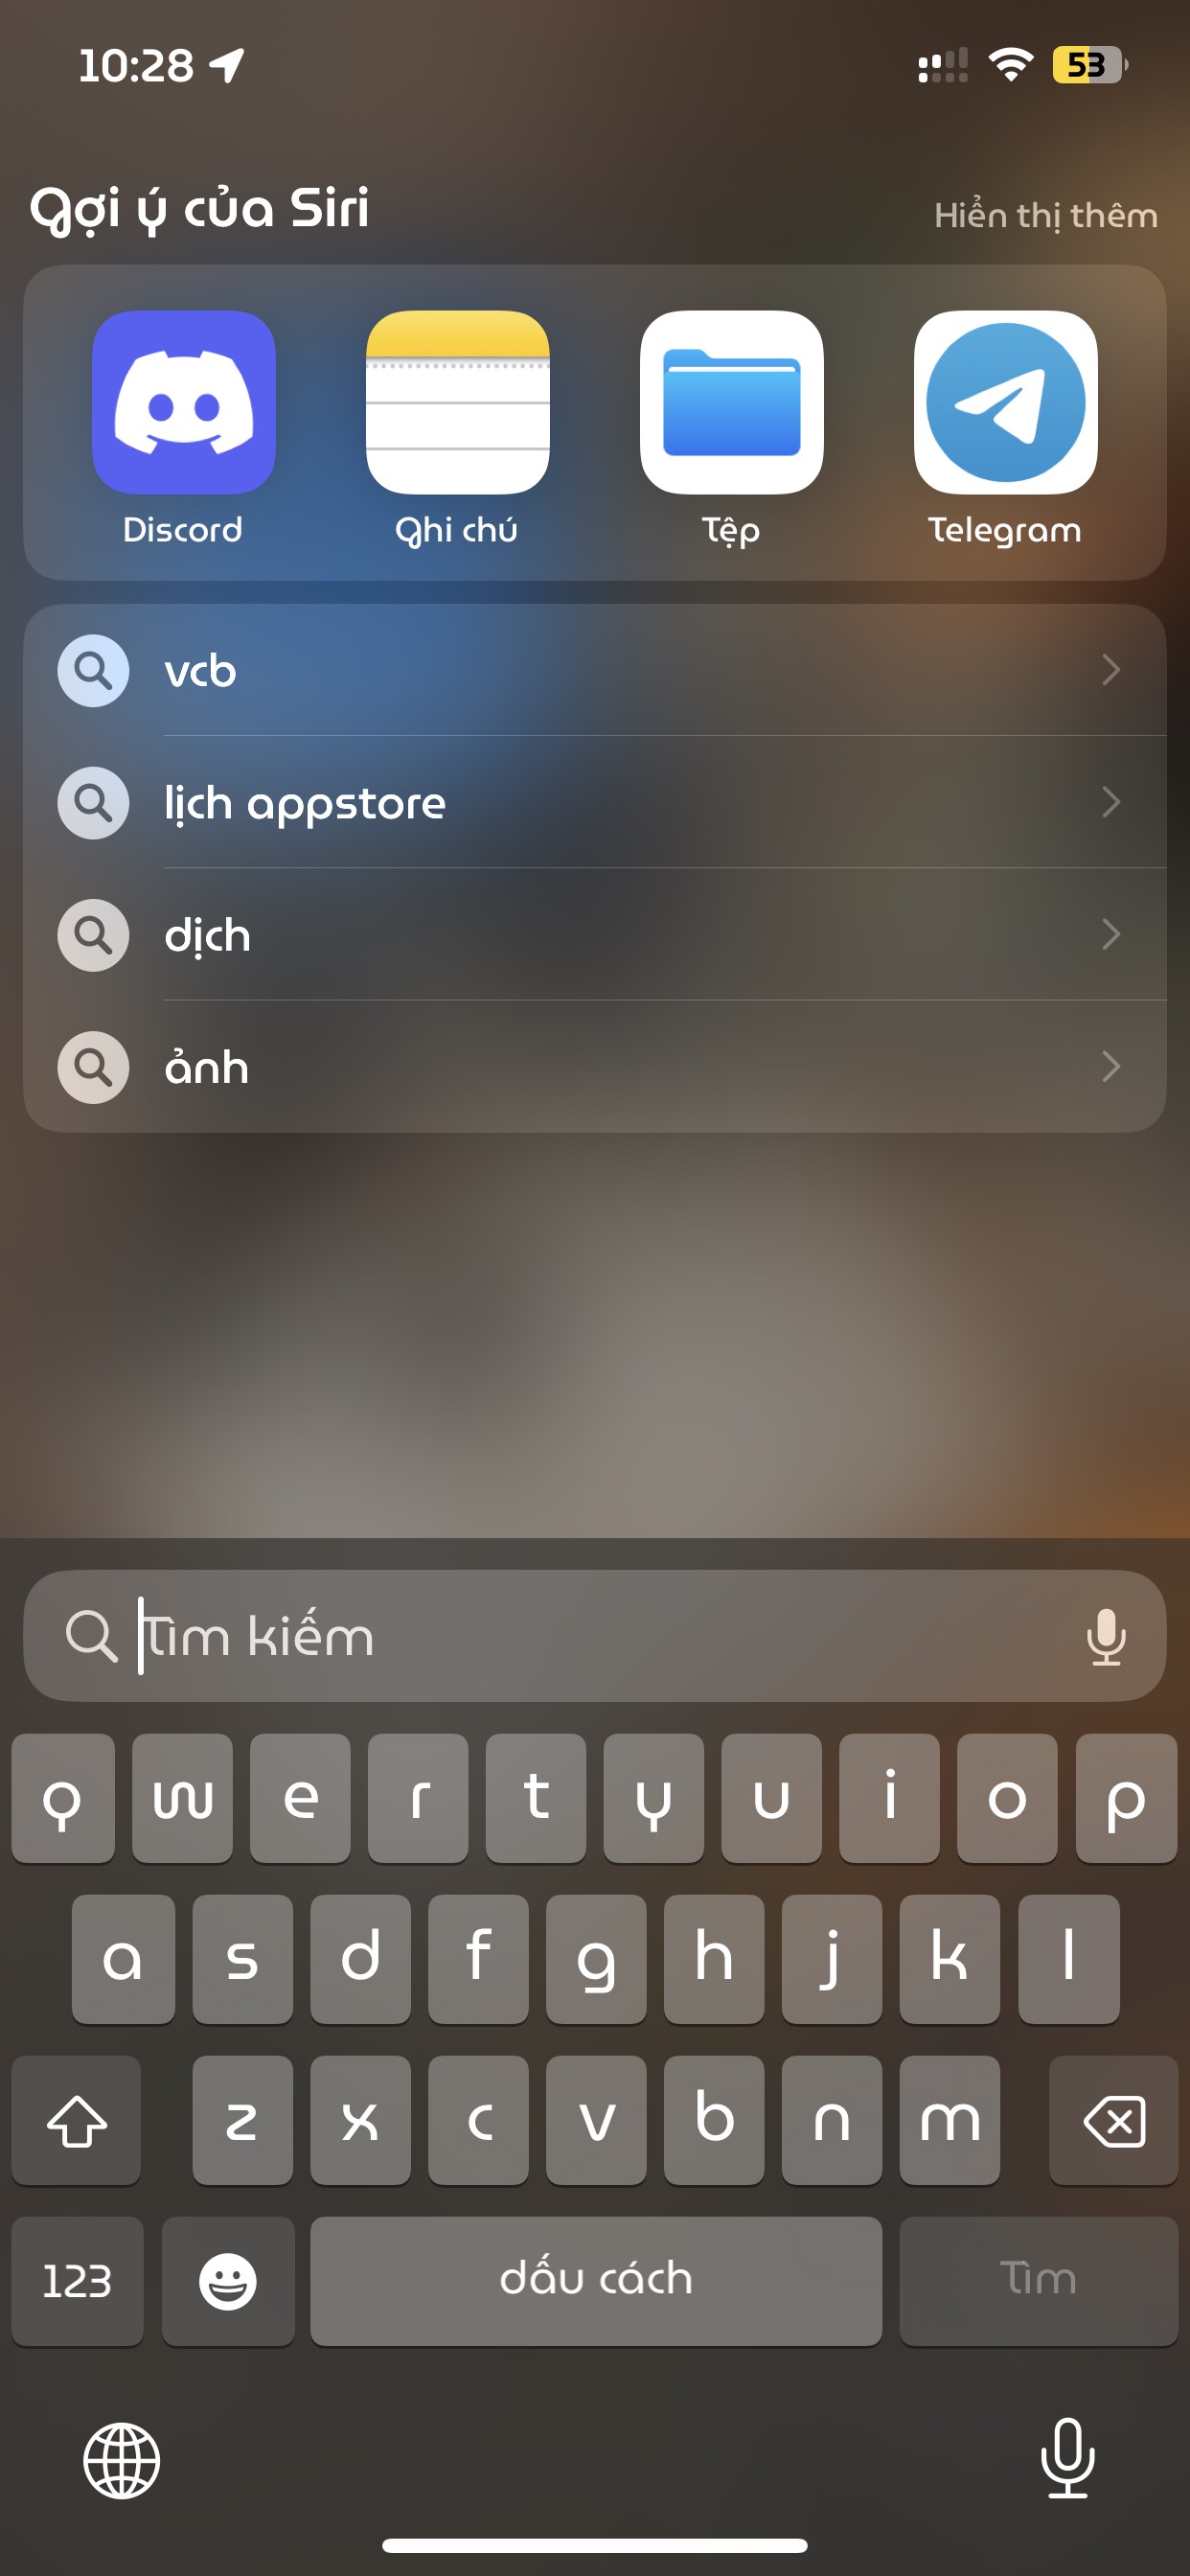 10:28
53
Gợi ý của Siri
Hiển thị thêm
Discord
Ghi chú
Tệp
Telegram
vcb
lịch appstore
dịch
ảnh
Tìm kiếm
q w e r t y u i o p
a s d f g h j k l
z x c v b n m
123
dấu cách
Tìm